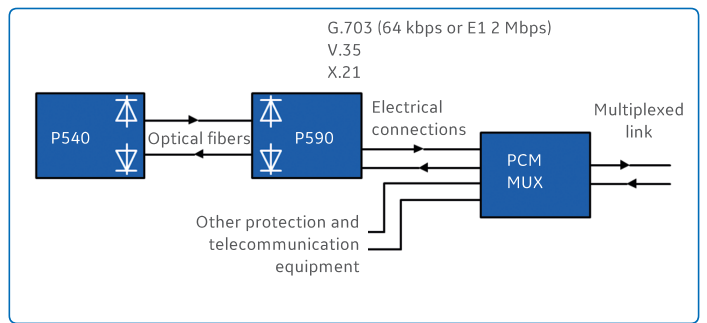 G.703 (64 kbps or E1 2 Mbps)
V.35
X.21
P540
Optical fibers
P590
Electrical
connections
PCM
MUX
Multiplexed
link
Other protection and
telecommunication
equipment